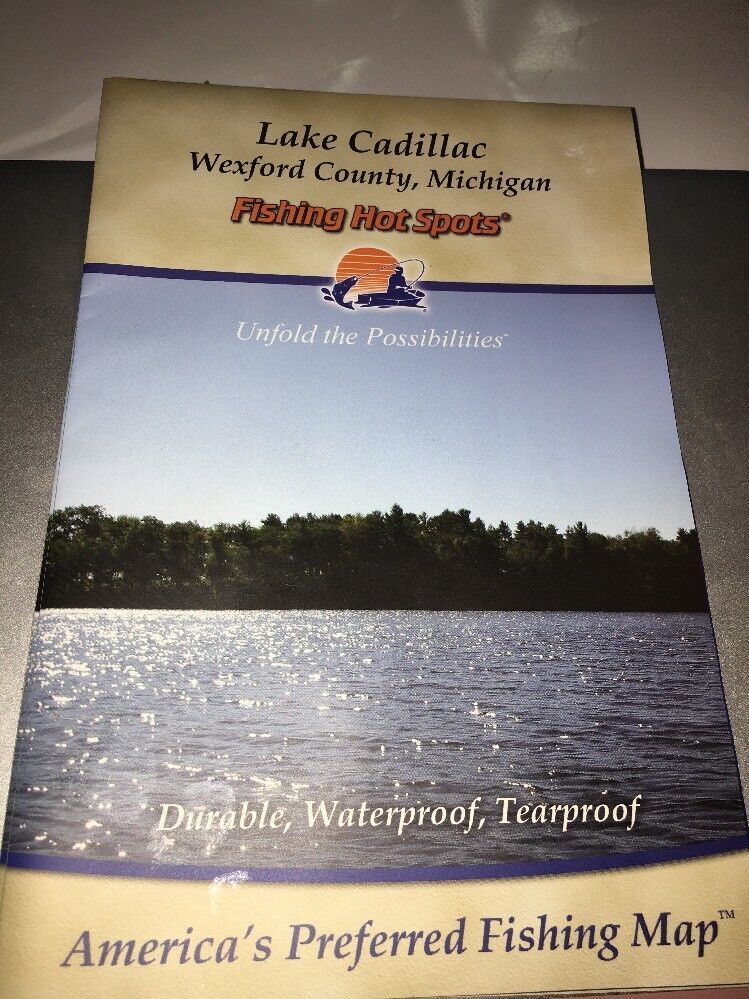 Lake Cadillac
Wexford County, Michigan
Fishing Hot Spots®
Unfold the Possibilities™
Durable, Waterproof, Tearproof
America's Preferred Fishing Map™